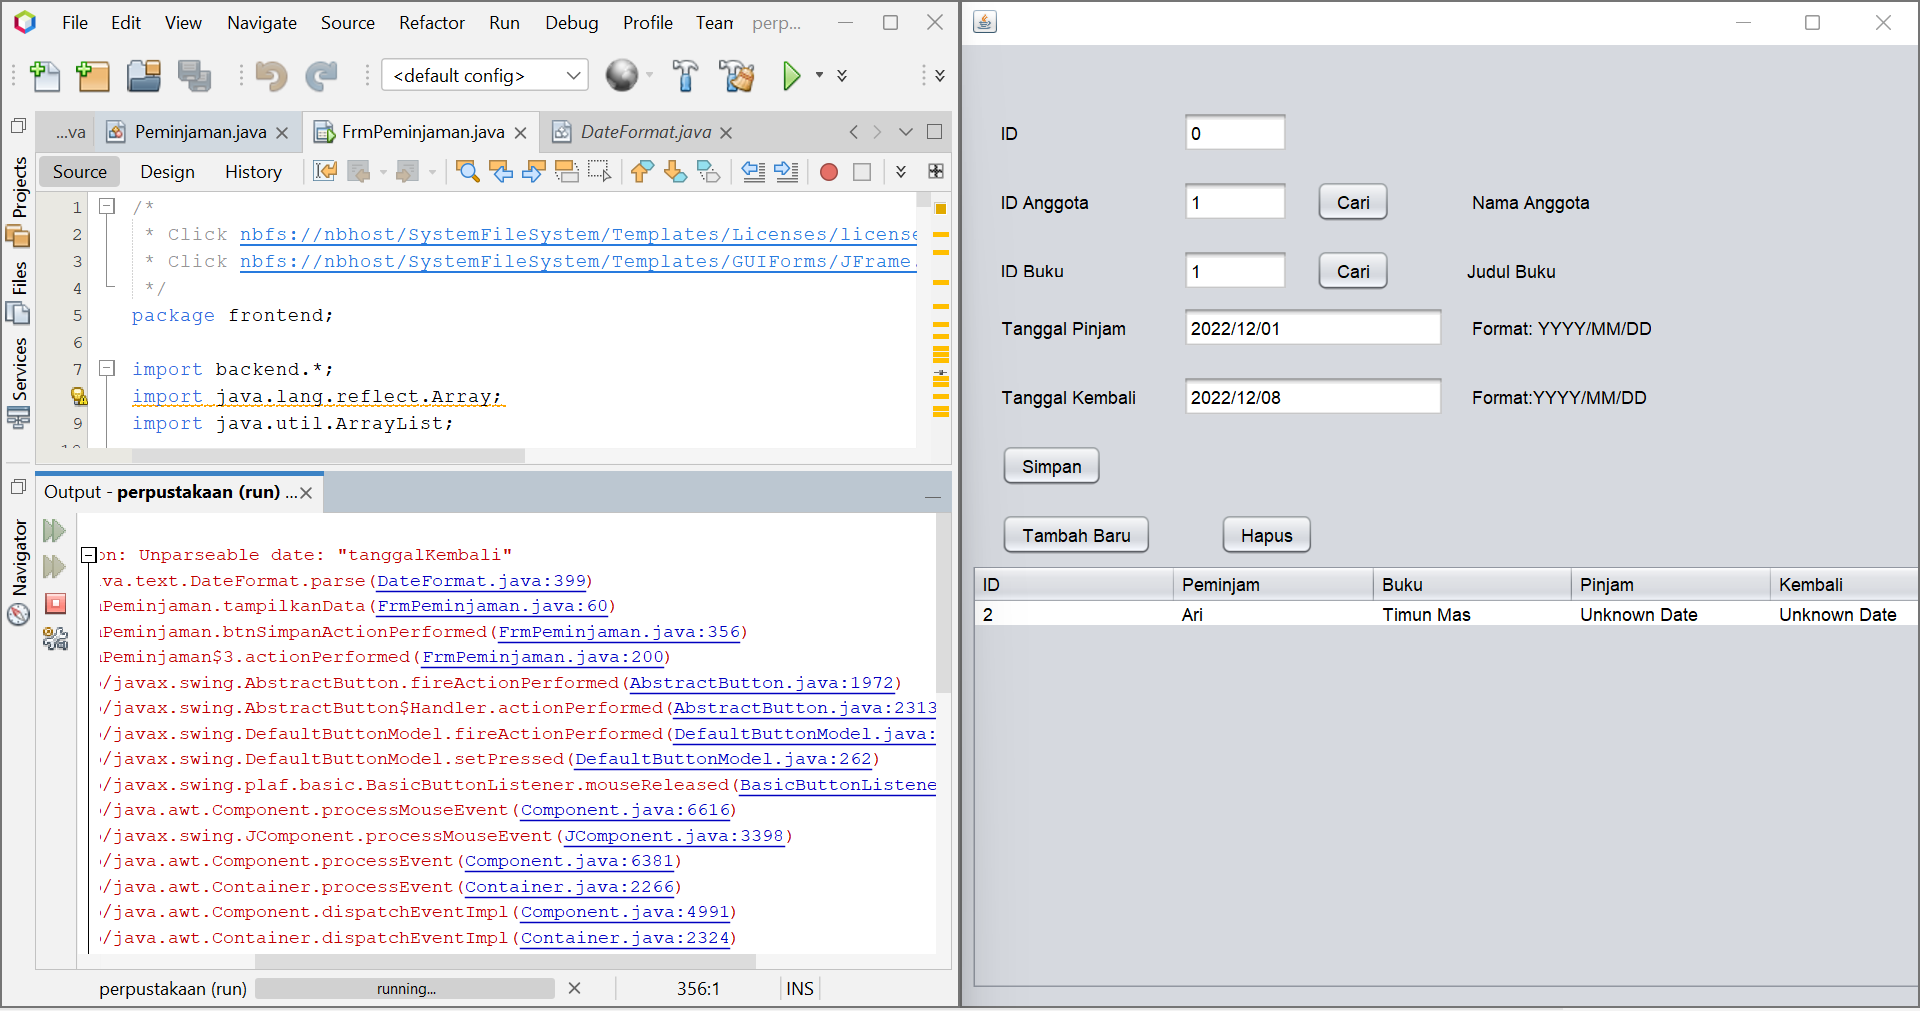 File Edit View Navigate Source Refactor Run Debug Profile Team perp...
<default config>
...va Peminjaman.java FrmPeminjaman.java DateFormat.java
Source Design History
Projects
Files
Services
Navigator
1 /*
2 * Click nbfs://nbhost/SystemFileSystem/Templates/Licenses/license
3 * Click nbfs://nbhost/SystemFileSystem/Templates/GUIForms/JFrame.
4 */
5 package frontend;
6
7 import backend.*;
import java.lang.reflect.Array;
9 import java.util.ArrayList;
Output - perpustakaan (run) ...
on: Unparseable date: "tanggalKembali"
va.text.DateFormat.parse(DateFormat.java:399)
Peminjaman.tampilkanData(FrmPeminjaman.java:60)
Peminjaman.btnSimpanActionPerformed(FrmPeminjaman.java:356)
Peminjaman$3.actionPerformed(FrmPeminjaman.java:200)
/javax.swing.AbstractButton.fireActionPerformed(AbstractButton.java:1972)
/javax.swing.AbstractButton$Handler.actionPerformed(AbstractButton.java:2313
/javax.swing.DefaultButtonModel.fireActionPerformed(DefaultButtonModel.java:
/javax.swing.DefaultButtonModel.setPressed(DefaultButtonModel.java:262)
/javax.swing.plaf.basic.BasicButtonListener.mouseReleased(BasicButtonListene
/java.awt.Component.processMouseEvent(Component.java:6616)
/javax.swing.JComponent.processMouseEvent(JComponent.java:3398)
/java.awt.Component.processEvent(Component.java:6381)
/java.awt.Container.processEvent(Container.java:2266)
/java.awt.Component.dispatchEventImpl(Component.java:4991)
/java.awt.Container.dispatchEventImpl(Container.java:2324)
perpustakaan (run) running... 356:1 INS
ID 0
ID Anggota 1 Cari Nama Anggota
ID Buku 1 Cari Judul Buku
Tanggal Pinjam 2022/12/01 Format: YYYY/MM/DD
Tanggal Kembali 2022/12/08 Format:YYYY/MM/DD
Simpan
Tambah Baru Hapus
ID Peminjam Buku Pinjam Kembali
2 Ari Timun Mas Unknown Date Unknown Date